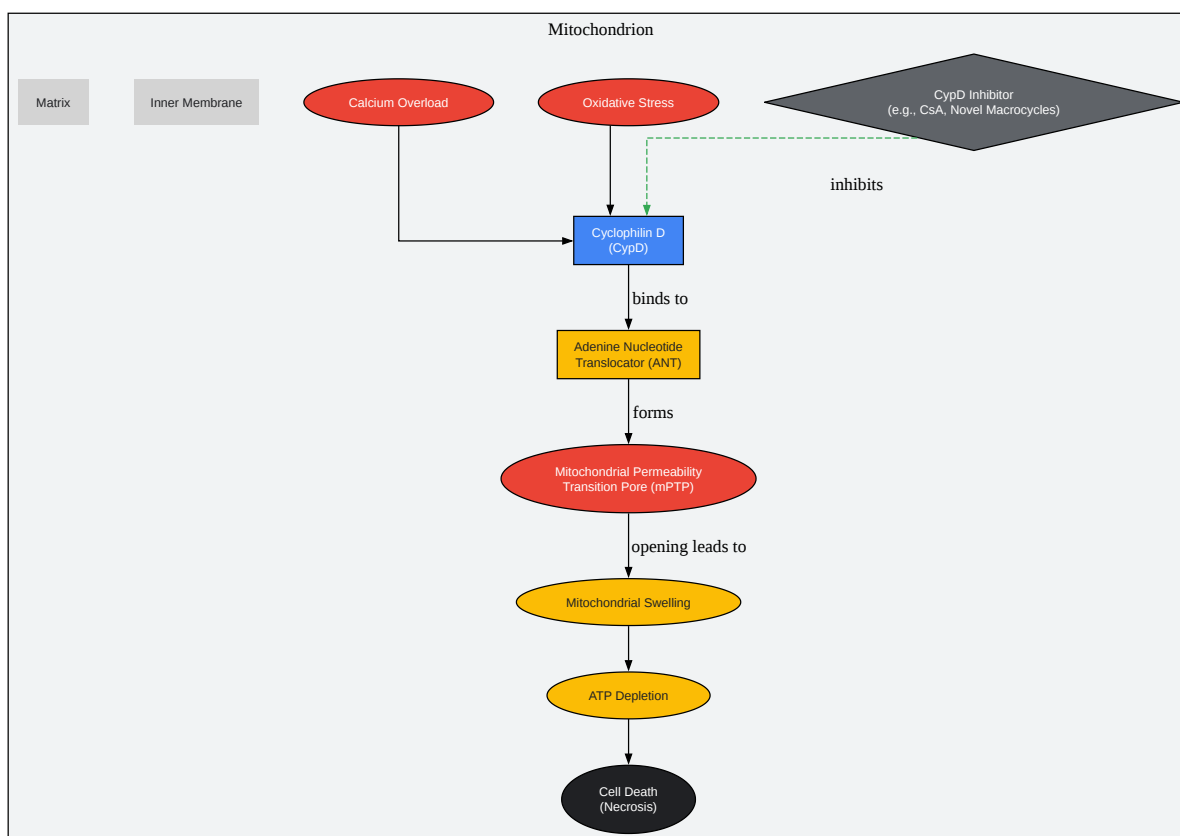 Mitochondrion
Matrix
Inner Membrane
Calcium Overload
Oxidative Stress
CypD Inhibitor
(e.g., CsA, Novel Macrocycles)
inhibits
Cyclophilin D
(CypD)
binds to
Adenine Nucleotide
Translocator (ANT)
forms
Mitochondrial Permeability
Transition Pore (mPTP)
opening leads to
Mitochondrial Swelling
ATP Depletion
Cell Death
(Necrosis)